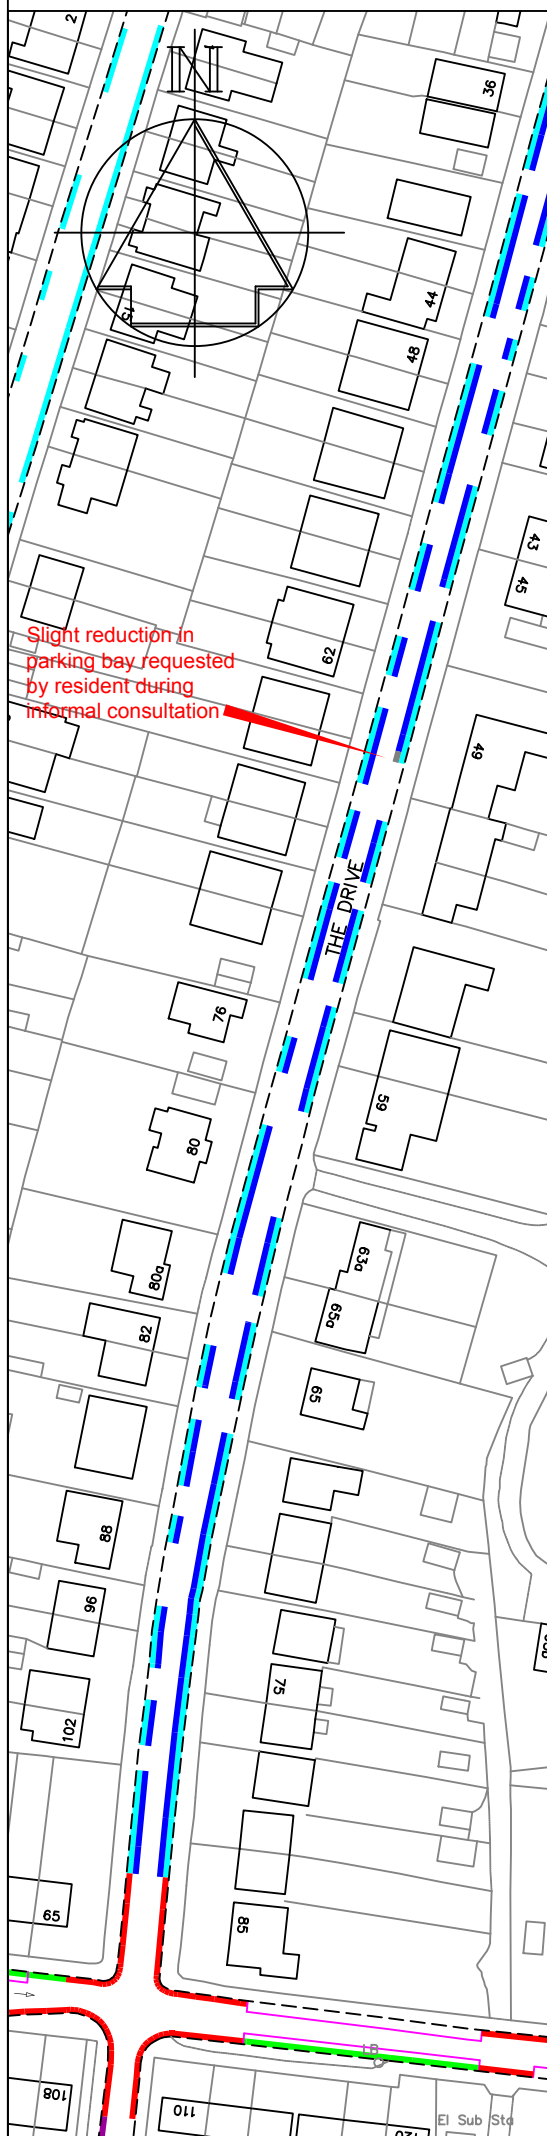 2
N
36
15
44
48
43
45
62
Slight reduction in
parking bay requested
by resident during
informal consultation
49
THE DRIVE
76
59
80
63a
80a
65a
82
65
88
96
75
102
85
65
LB
108
110
El Sub Sta